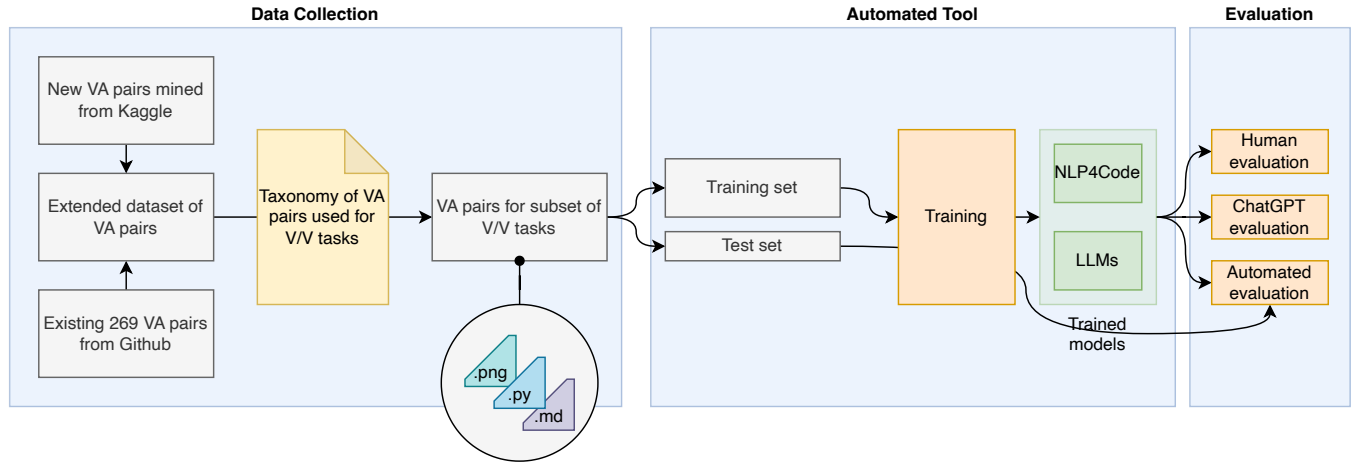 Data Collection
Automated Tool
Evaluation
New VA pairs mined
from Kaggle
Extended dataset of
VA pairs
Existing 269 VA pairs
from Github
Taxonomy of VA
pairs used for
V/V tasks
VA pairs for subset of
V/V tasks
.png
.py
.md
Training set
Test set
Training
NLP4Code
LLMs
Trained
models
Human
evaluation
ChatGPT
evaluation
Automated
evaluation